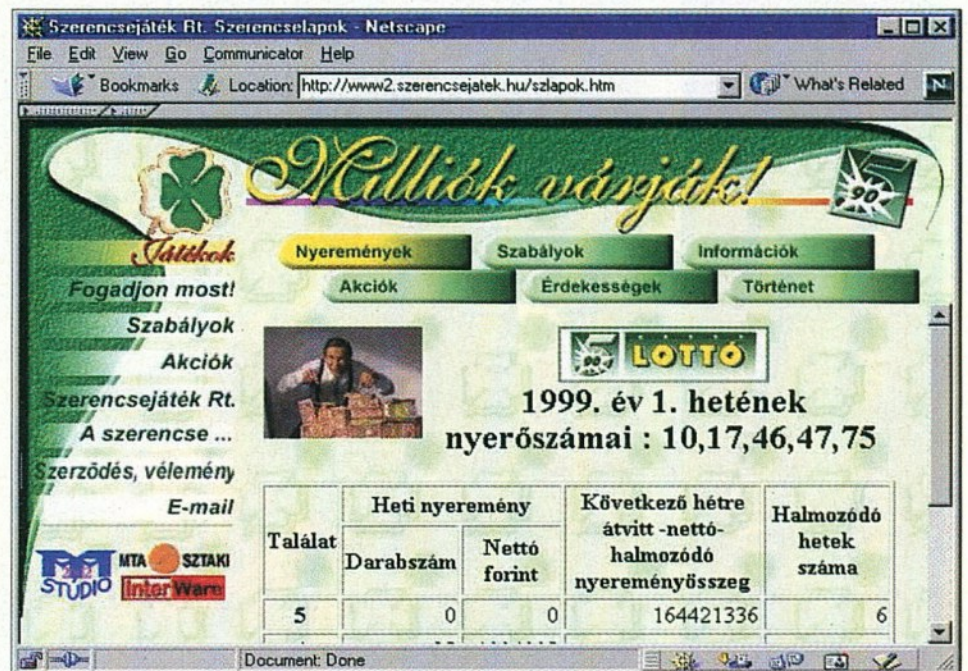 Szerencsejáték Rt. Szerencselapok - Netscape
File Edit View Go Communicator Help
Bookmarks Location: http://www2.szerencsejatek.hu/szlapok.htm What's Related N
Milliók várják!
5
90
Játékok
Nyeremények Szabályok Információk
Akciók Érdekességek Történet
Fogadjon most!
Szabályok
Akciók
Szerencsejáték Rt.
A szerencse ...
Szerződés, vélemény
E-mail
STÚDIÓ
MTA SZTAKI
InterWare
5
90 LOTTÓ
1999. év 1. hetének
nyerőszámai : 10,17,46,47,75
Találat
Heti nyeremény
Darabszám
Nettó
forint
Következő hétre
átvitt -nettó-
halmozódó
nyereményösszeg
Halmozódó
hetek
száma
5 0 0 164421336 6
Document: Done